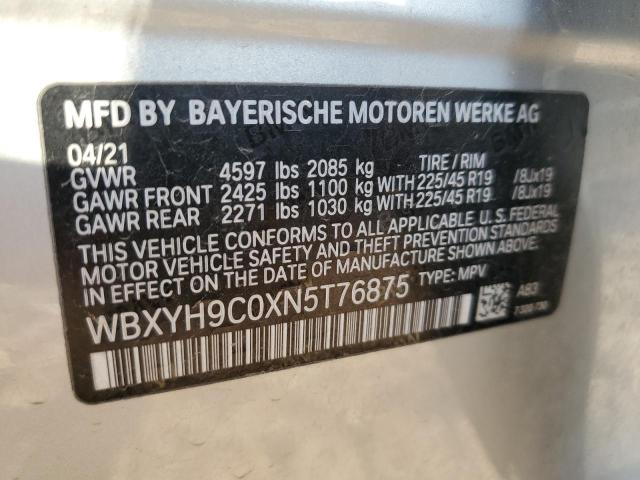 MFD BY BAYERISCHE MOTOREN WERKE AG
04/21
GVWR 4597 lbs 2085 kg TIRE / RIM
GAWR FRONT 2425 lbs 1100 kg WITH 225/45 R19 /8Jx19
GAWR REAR 2271 lbs 1030 kg WITH 225/45 R19 /8Jx19
THIS VEHICLE CONFORMS TO ALL APPLICABLE U. S. FEDERAL
MOTOR VEHICLE SAFETY AND THEFT PREVENTION STANDARDS
IN EFFECT ON THE DATE OF MANUFACTURE SHOWN ABOVE.
WBXYH9C0XN5T76875 TYPE: MPV